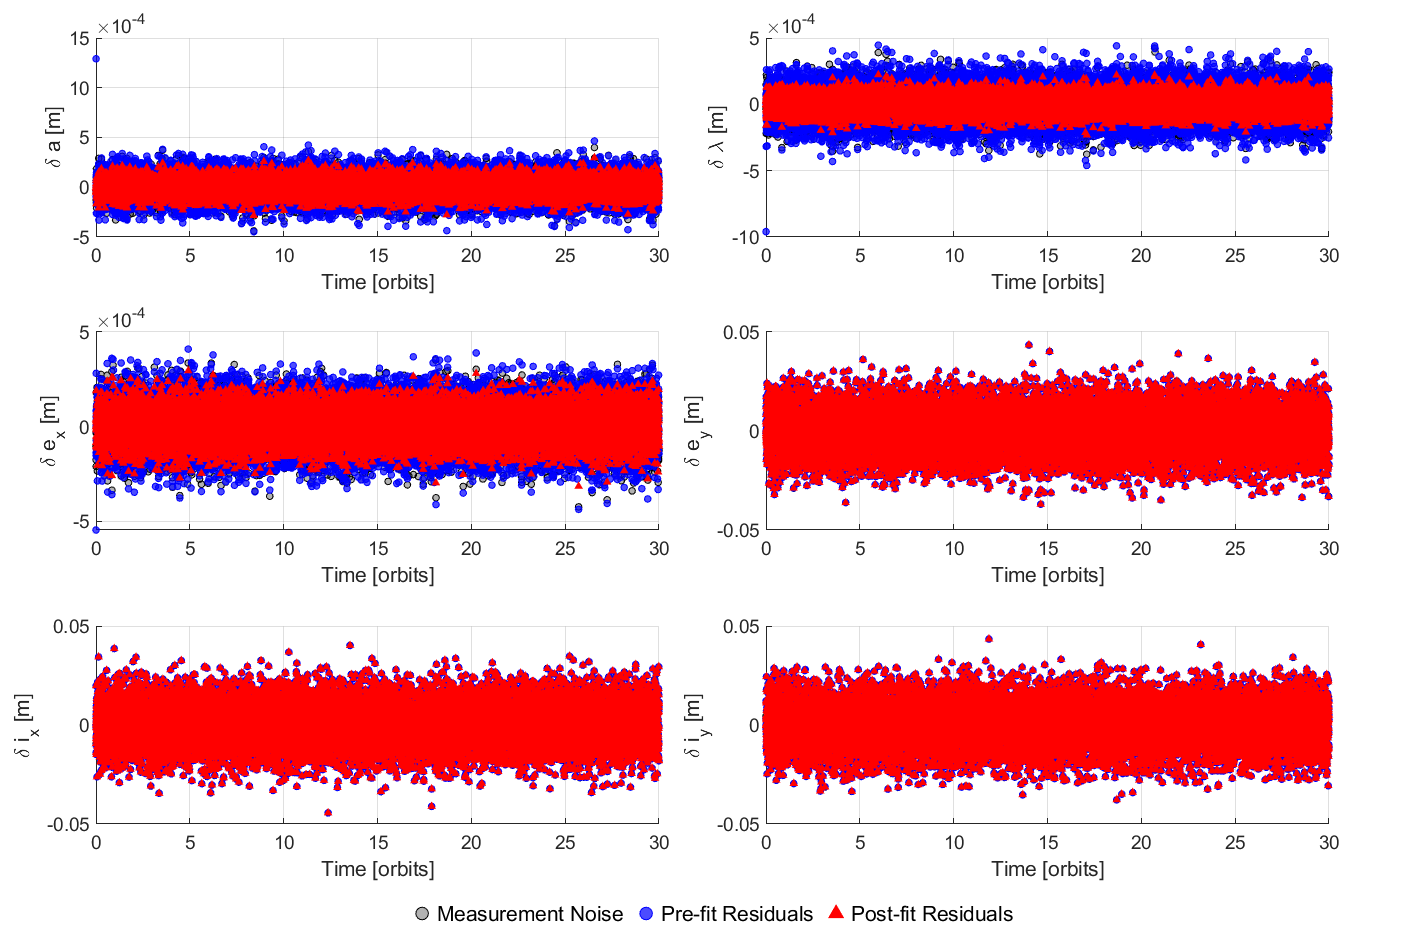 ×10⁻⁴
15
10
5
0
-5
δ a [m]
0 5 10 15 20 25 30
Time [orbits]
×10⁻⁴
5
0
-5
-10
δ λ [m]
0 5 10 15 20 25 30
Time [orbits]
×10⁻⁴
5
0
-5
δ eₓ [m]
0 5 10 15 20 25 30
Time [orbits]
0.05
0
-0.05
δ e_y [m]
0 5 10 15 20 25 30
Time [orbits]
0.05
0
-0.05
δ iₓ [m]
0 5 10 15 20 25 30
Time [orbits]
0.05
0
-0.05
δ i_y [m]
0 5 10 15 20 25 30
Time [orbits]
Measurement Noise Pre-fit Residuals Post-fit Residuals